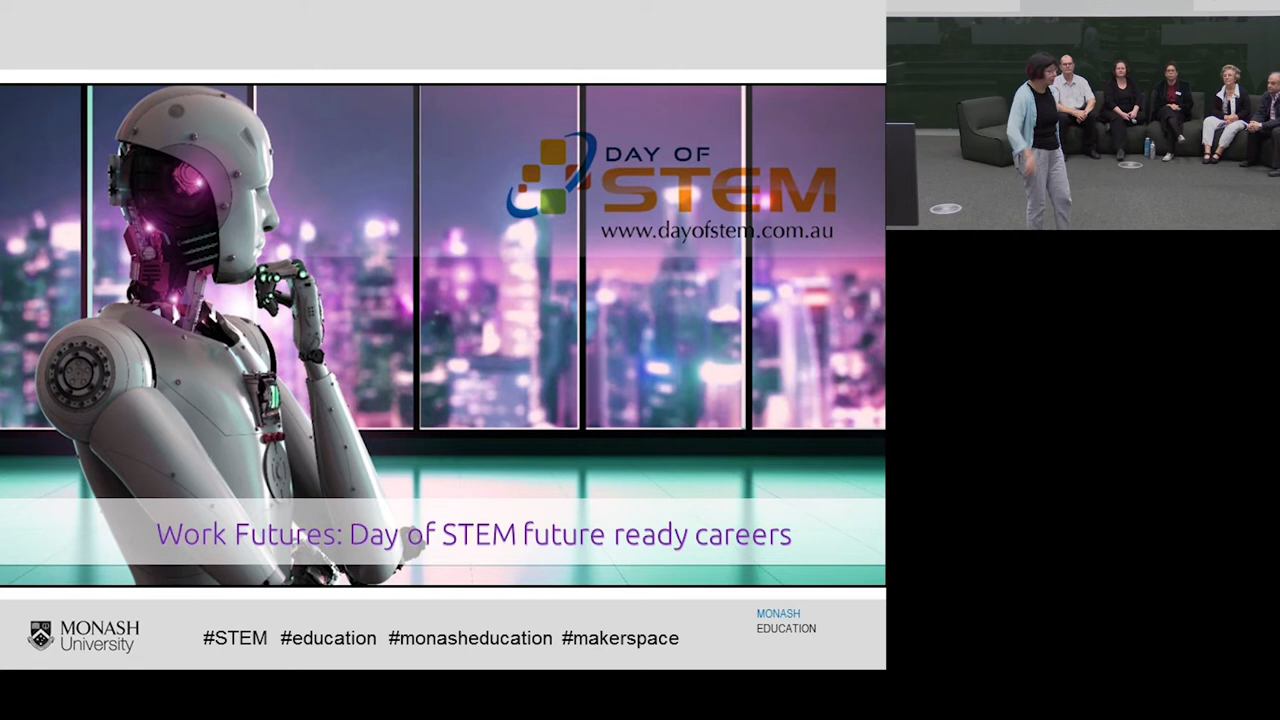 DAY OF
STEM
www.dayofstem.com.au
Work Futures: Day of STEM future ready careers
MONASH
University
#STEM #education #monasheducation #makerspace
MONASH
EDUCATION